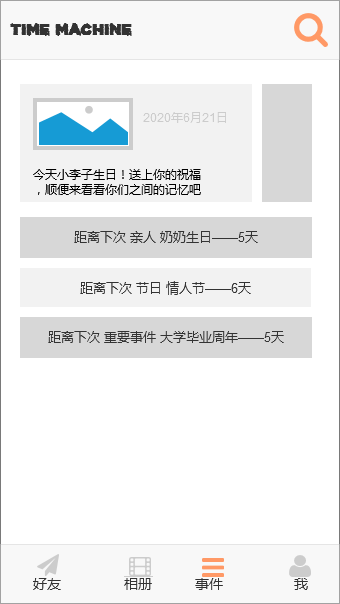 TIME MACHINE
2020年6月21日
今天小李子生日！送上你的祝福
，顺便来看看你们之间的记忆吧
距离下次 亲人 奶奶生日——5天
距离下次 节日 情人节——6天
距离下次 重要事件 大学毕业周年——5天
好友
相册
事件
我